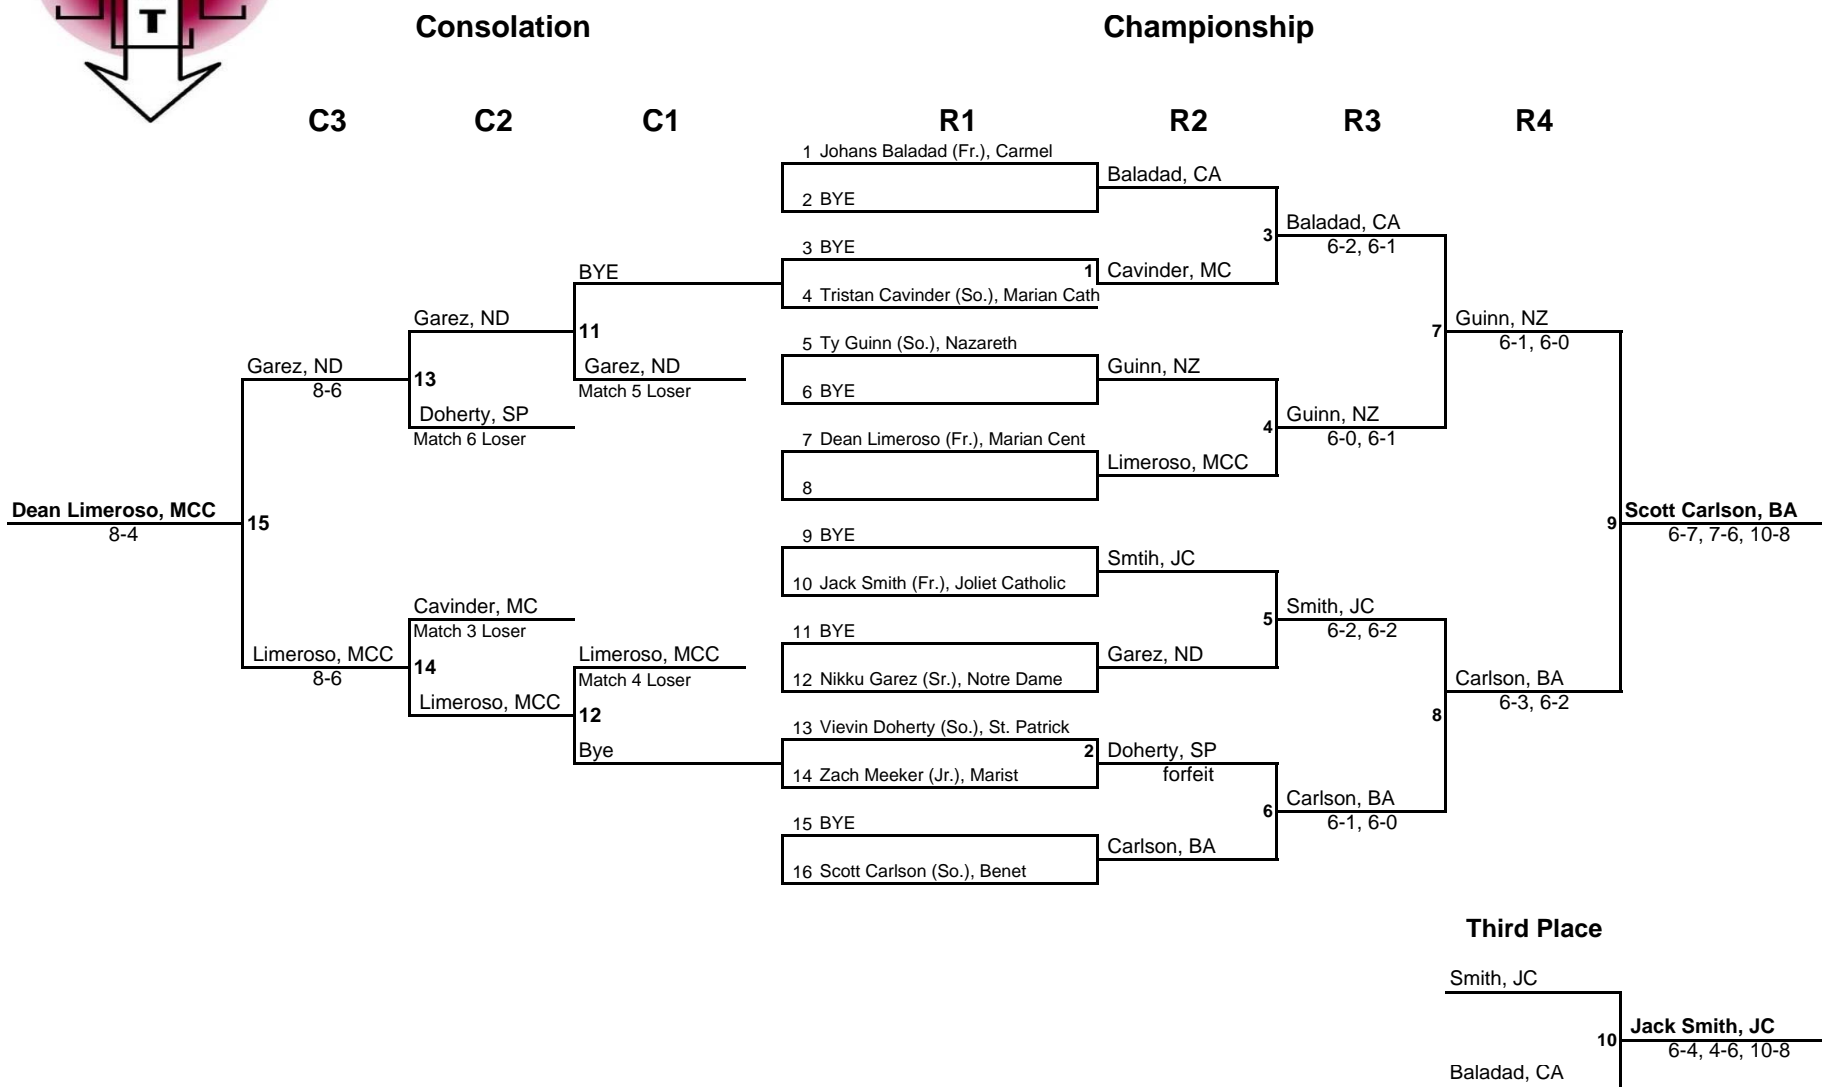 T
Consolation
Championship
C3 C2 C1 R1 R2 R3 R4
1 Johans Baladad (Fr.), Carmel
Baladad, CA
2 BYE
Baladad, CA
3 BYE
3
6-2, 6-1
BYE
1 Cavinder, MC
4 Tristan Cavinder (So.), Marian Cath
Garez, ND
11
7
Guinn, NZ
6-1, 6-0
5 Ty Guinn (So.), Nazareth
Garez, ND
8-6
13
Garez, ND
Match 5 Loser
Guinn, NZ
6 BYE
Doherty, SP
Match 6 Loser
4
Guinn, NZ
6-0, 6-1
7 Dean Limeroso (Fr.), Marian Cent
Limeroso, MCC
8
Dean Limeroso, MCC
8-4
15
9
Scott Carlson, BA
6-7, 7-6, 10-8
9 BYE
Smtih, JC
10 Jack Smith (Fr.), Joliet Catholic
Cavinder, MC
Match 3 Loser
5
Smith, JC
6-2, 6-2
11 BYE
Limeroso, MCC
8-6
14
Limeroso, MCC
Match 4 Loser
Garez, ND
12 Nikku Garez (Sr.), Notre Dame
Carlson, BA
6-3, 6-2
Limeroso, MCC
12
8
13 Vievin Doherty (So.), St. Patrick
Bye
2 Doherty, SP
forfeit
14 Zach Meeker (Jr.), Marist
6
Carlson, BA
6-1, 6-0
15 BYE
Carlson, BA
16 Scott Carlson (So.), Benet
Third Place
Smith, JC
10
Jack Smith, JC
6-4, 4-6, 10-8
Baladad, CA